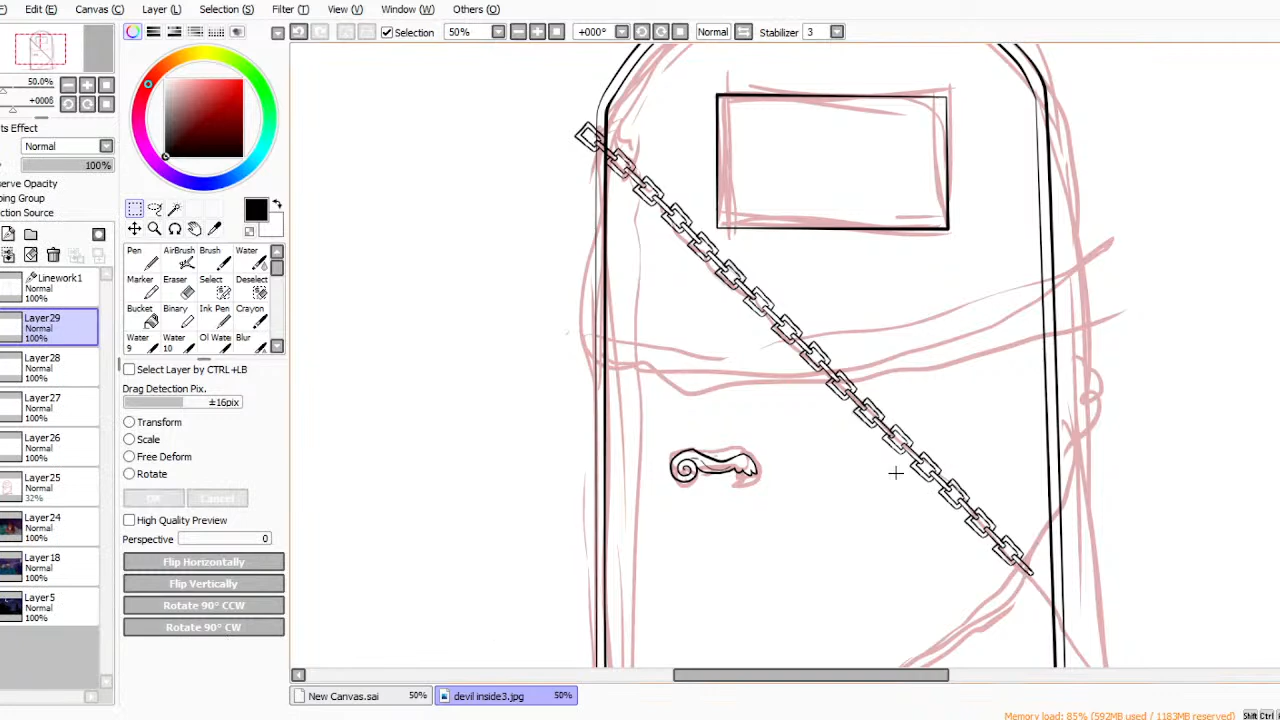 Edit (E) Canvas (C) Layer (L) Selection (S) Filter (T) View (V) Window (W) Others (O)
Selection 50% +000° Normal Stabilizer 3
50.0%
+000°
ts Effect
Normal
100%
erve Opacity
ping Group
ction Source
Linework1
Normal
100%
Layer29
Normal
100%
Layer28
Normal
100%
Layer27
Normal
100%
Layer26
Normal
100%
Layer25
Normal
32%
Layer24
Normal
100%
Layer18
Normal
100%
Layer5
Normal
100%
Pen AirBrush Brush Water
Marker Eraser Select Deselect
Bucket Binary Ink Pen Crayon
Water 9 Water 10 Oil Water Blur
Select Layer by CTRL+LB
Drag Detection Pix.
±16pix
Transform
Scale
Free Deform
Rotate
OK Cancel
High Quality Preview
Perspective 0
Flip Horizontally
Flip Vertically
Rotate 90° CCW
Rotate 90° CW
New Canvas.sai 50% devil inside3.jpg 50%
Memory load: 85% (592MB used / 1183MB reserved) Shift Ctrl